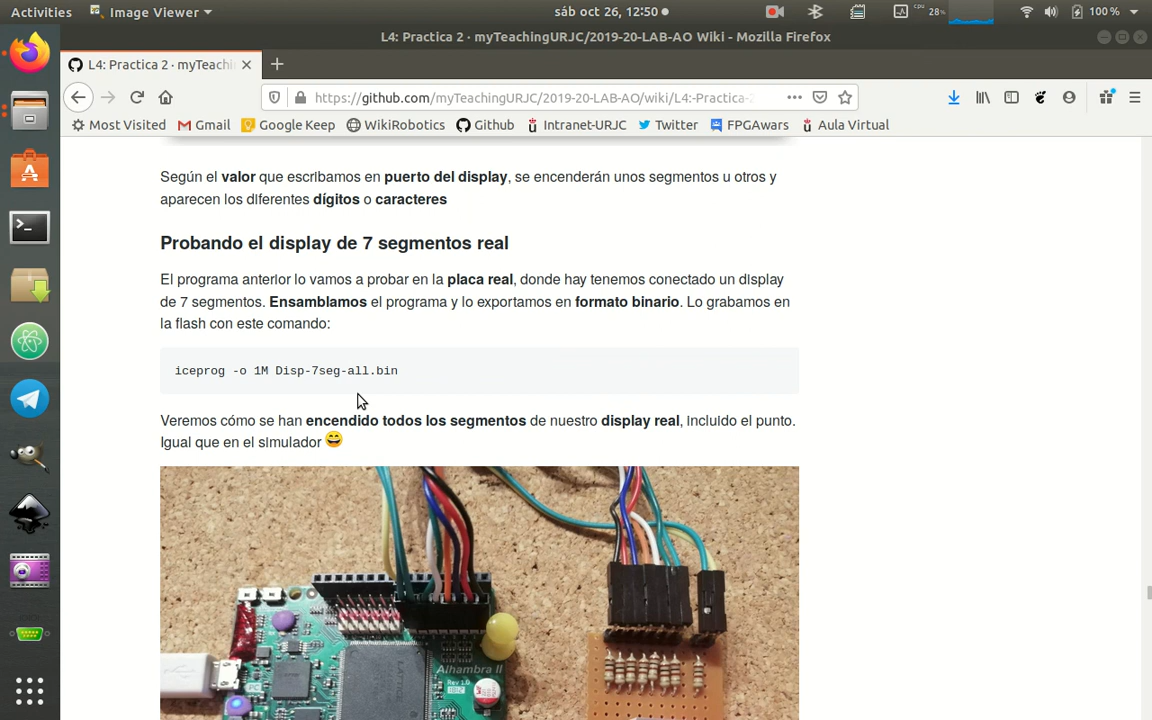 Activities Image Viewer sáb oct 26, 12:50 cpu 28% 100 %
L4: Practica 2 · myTeachingURJC/2019-20-LAB-AO Wiki - Mozilla Firefox
L4: Practica 2 · myTeachi
https://github.com/myTeachingURJC/2019-20-LAB-AO/wiki/L4:-Practica-
Most Visited Gmail Google Keep WikiRobotics Github Intranet-URJC Twitter FPGAwars Aula Virtual
Según el valor que escribamos en puerto del display, se encenderán unos segmentos u otros y
aparecen los diferentes dígitos o caracteres
Probando el display de 7 segmentos real
El programa anterior lo vamos a probar en la placa real, donde hay tenemos conectado un display
de 7 segmentos. Ensamblamos el programa y lo exportamos en formato binario. Lo grabamos en
la flash con este comando:
iceprog -o 1M Disp-7seg-all.bin
Veremos cómo se han encendido todos los segmentos de nuestro display real, incluido el punto.
Igual que en el simulador
Alhambra II
Rev 1.0